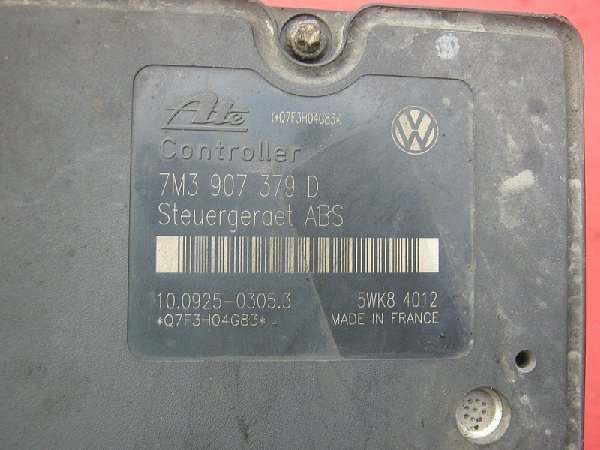 Ate *Q7F3H04G83*
Controller
7M3 907 379 D
Steuergeraet ABS
10.0925-0305.3 5WK8 4012
*Q7F3H04G83* MADE IN FRANCE